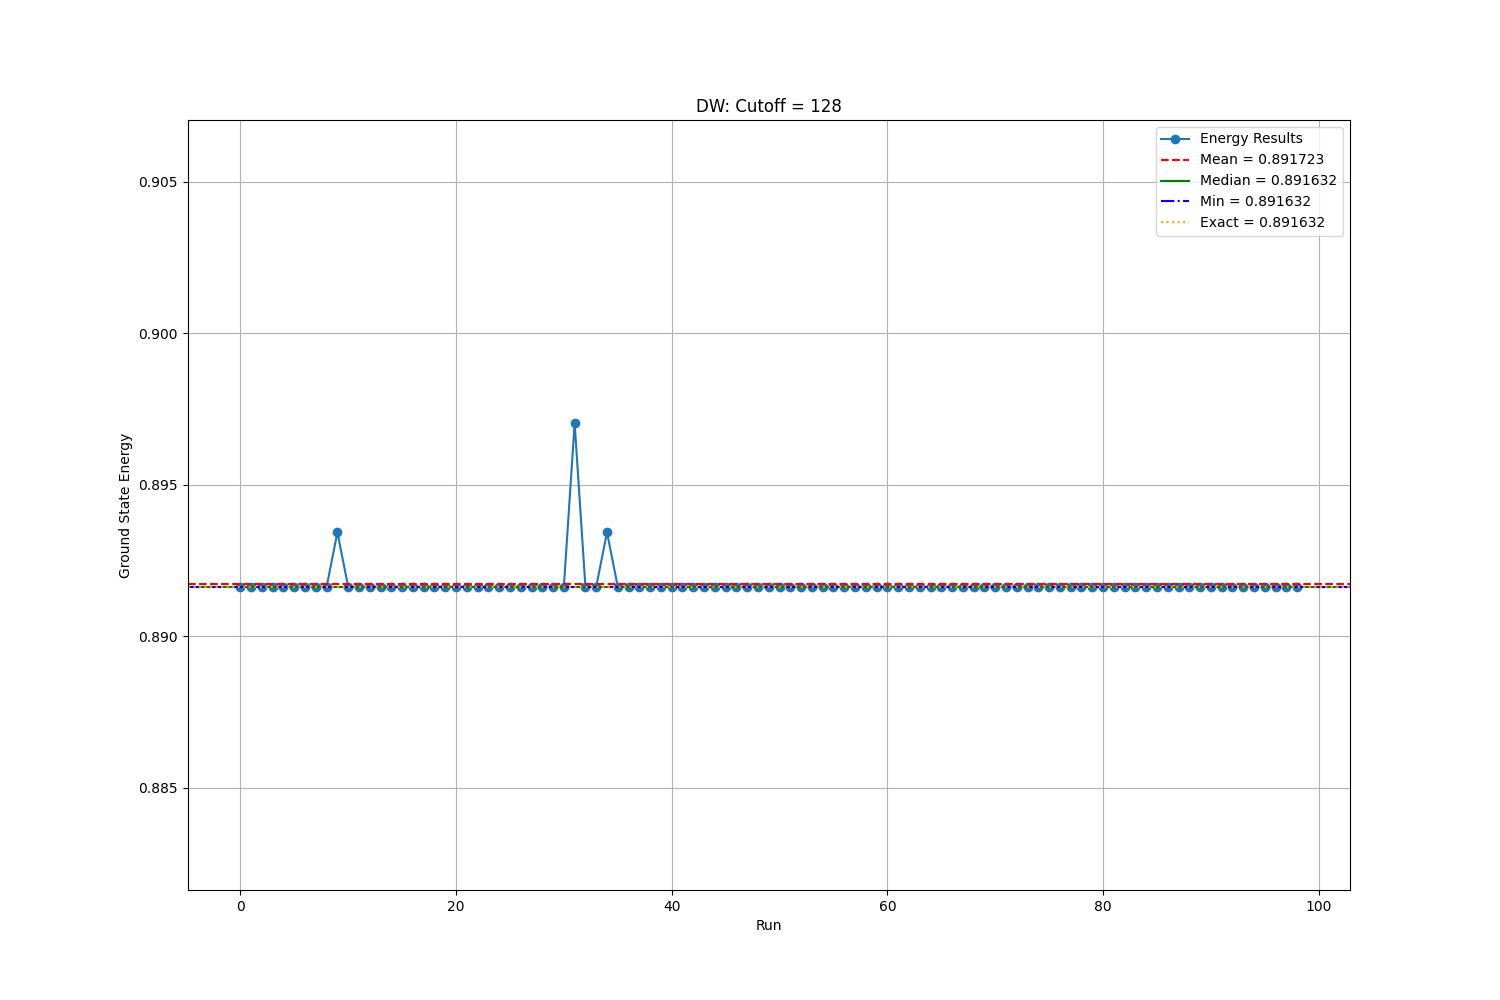 DW: Cutoff = 128
Energy Results
Mean = 0.891723
Median = 0.891632
Min = 0.891632
Exact = 0.891632
Ground State Energy
0.905
0.900
0.895
0.890
0.885
0 20 40 60 80 100
Run